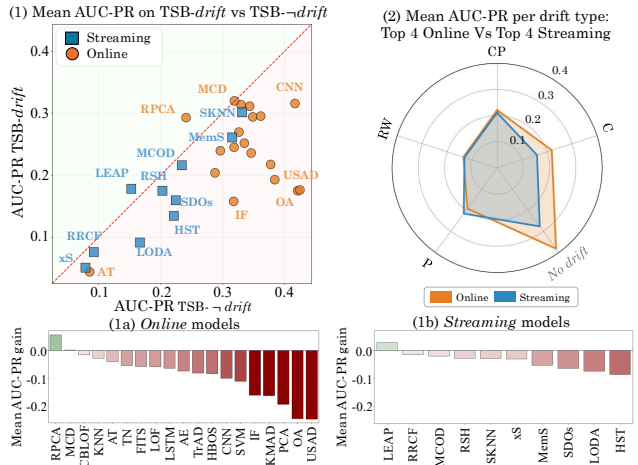 (1) Mean AUC-PR on TSB-drift vs TSB-¬drift
Streaming
Online
AUC-PR TSB-drift
0.4
0.3
0.2
0.1
MCD
CNN
RPCA
SKNN
MemS
MCOD
LEAP
RSH
USAD
SDOs
OA
IF
HST
RRCF
LODA
xS
AT
0.1
0.2
0.3
0.4
AUC-PR TSB-¬ drift
(2) Mean AUC-PR per drift type:
Top 4 Online Vs Top 4 Streaming
CP
0.4
0.3
0.2
0.1
RW
C
P
No drift
Online
Streaming
(1a) Online models
Mean AUC-PR gain
0.0
-0.1
-0.2
RPCA
MCD
CBLOF
KNN
AT
TN
FITS
LOF
LSTM
AE
TrAD
HBOS
CNN
SVM
IF
KMAD
PCA
OA
USAD
(1b) Streaming models
Mean AUC-PR gain
0.0
-0.1
-0.2
LEAP
RRCF
MCOD
RSH
SKNN
xS
MemS
SDOs
LODA
HST